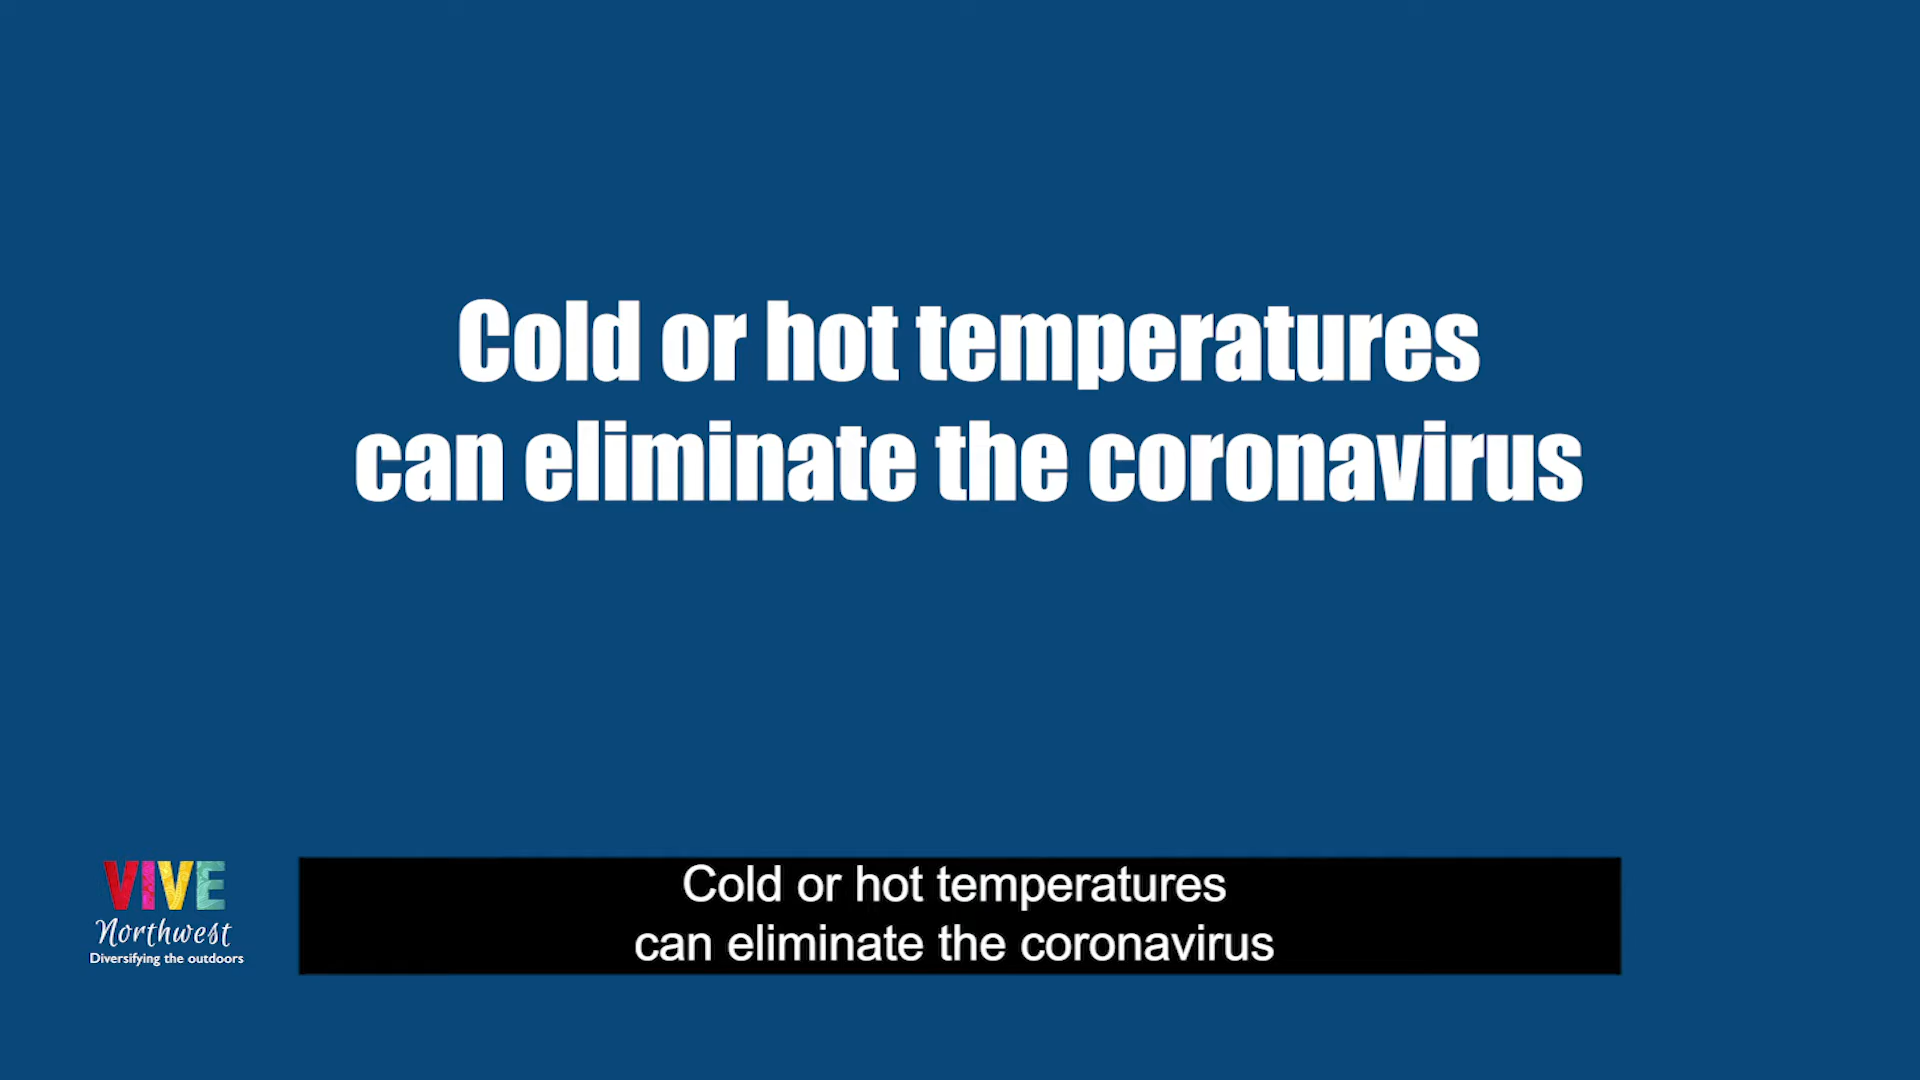 Cold or hot temperatures
can eliminate the coronavirus
VIVE
Northwest
Diversifying the outdoors
Cold or hot temperatures
can eliminate the coronavirus